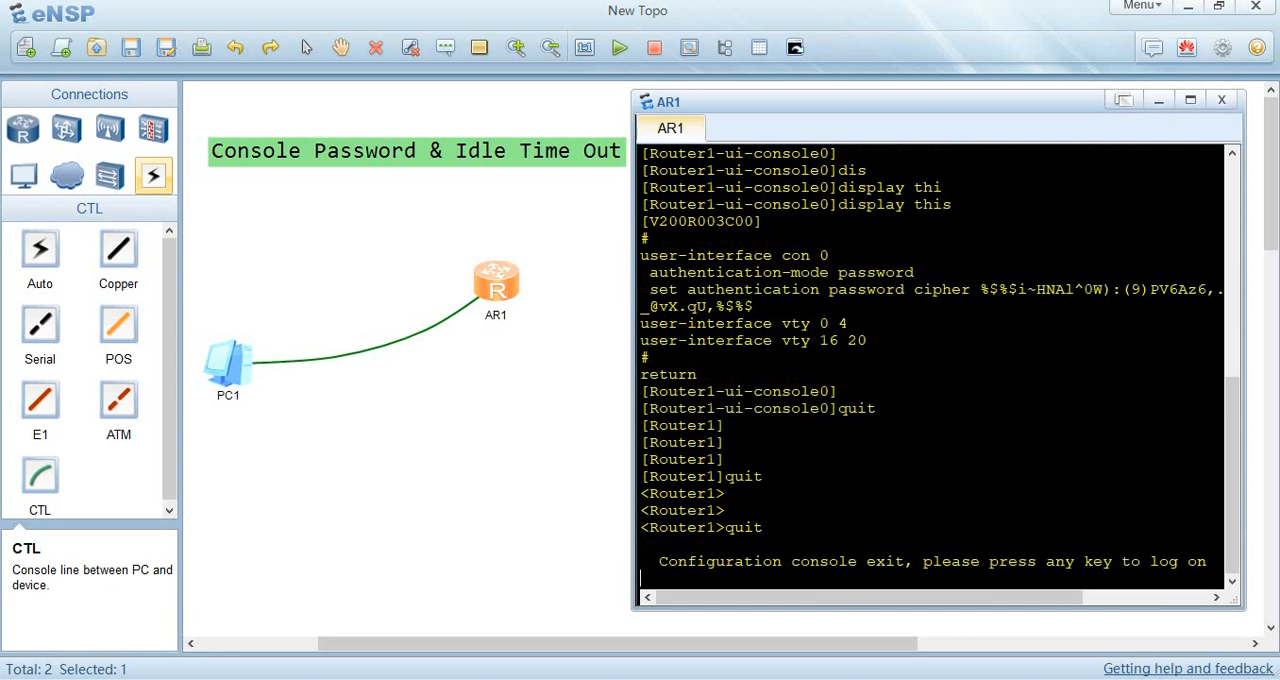 eNSP
New Topo
Menu
Connections
CTL
Auto
Copper
Serial
POS
E1
ATM
CTL
CTL
Console line between PC and
device.
Console Password & Idle Time Out
R
AR1
PC1
AR1
AR1
[Router1-ui-console0]
[Router1-ui-console0]dis
[Router1-ui-console0]display thi
[Router1-ui-console0]display this
[V200R003C00]
#
user-interface con 0
authentication-mode password
set authentication password cipher %$%$i~HNAl^0W):(9)PV6Az6,.
_@vX.qU,%$%$
user-interface vty 0 4
user-interface vty 16 20
#
return
[Router1-ui-console0]
[Router1-ui-console0]quit
[Router1]
[Router1]
[Router1]
[Router1]quit
<Router1>
<Router1>
<Router1>quit
Configuration console exit, please press any key to log on
Total: 2 Selected: 1
Getting help and feedback